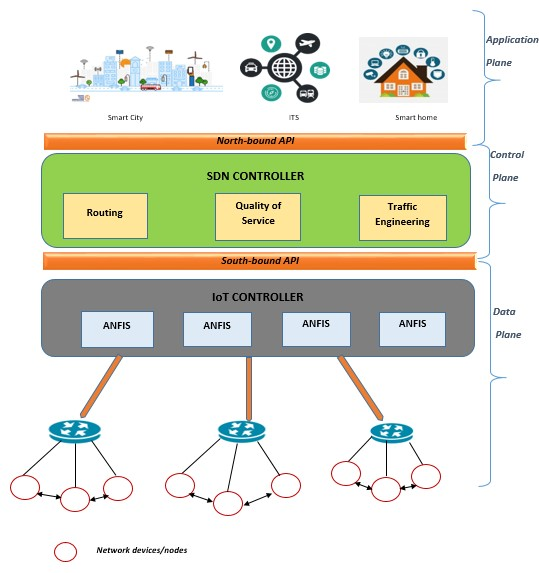 Application
Plane
Smart City
ITS
Smart home
North-bound API
Control
Plane
SDN CONTROLLER
Routing
Quality of
Service
Traffic
Engineering
South-bound API
IoT CONTROLLER
ANFIS
ANFIS
ANFIS
ANFIS
Data
Plane
Network devices/nodes